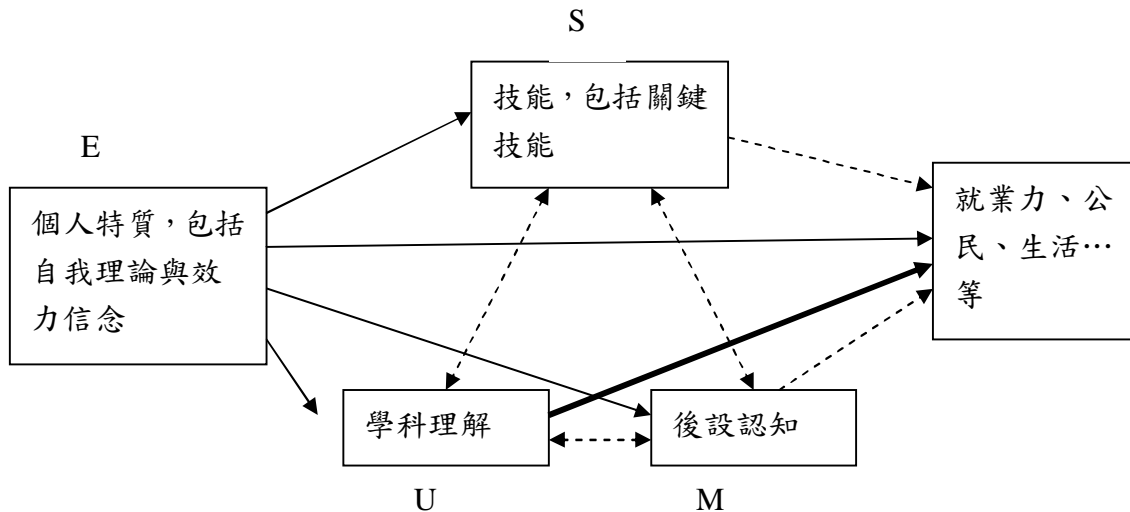 S
技能，包括關鍵
技能
E
個人特質，包括
自我理論與效
力信念
就業力、公
民、生活…
等
學科理解
後設認知
U
M